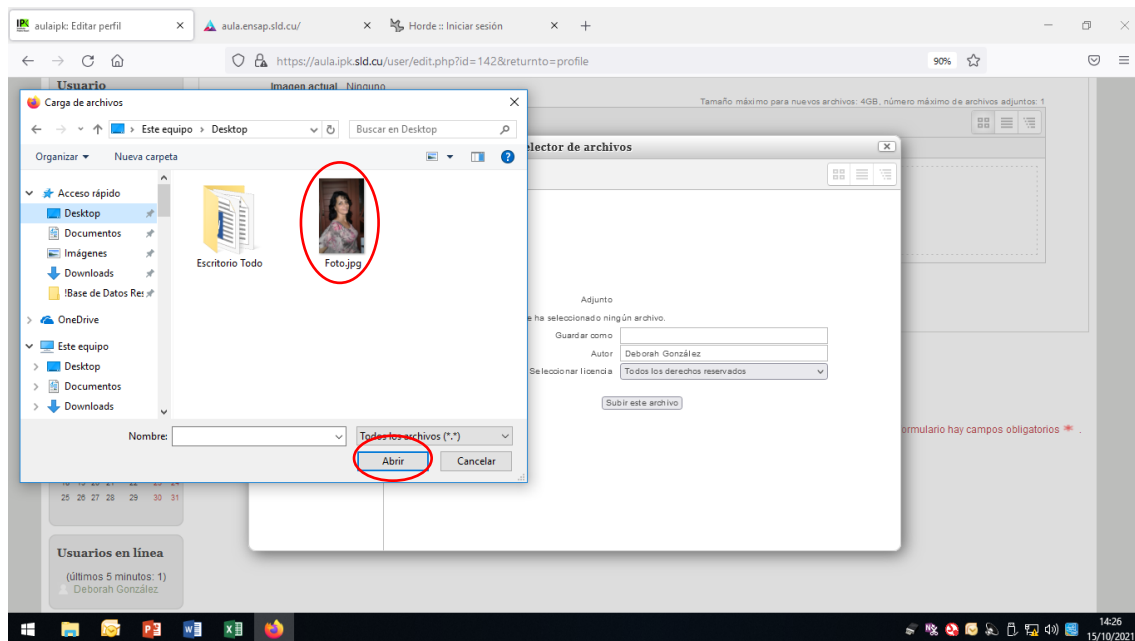 aulaipk: Editar perfil
aula.ensap.sld.cu/
Horde :: Iniciar sesión
https://aula.ipk.sld.cu/user/edit.php?id=142&returnto=profile
90%
Usuario
Imagen actual Ninguno
Tamaño máximo para nuevos archivos: 4GB, número máximo de archivos adjuntos: 1
Carga de archivos
Este equipo > Desktop
Buscar en Desktop
Organizar
Nueva carpeta
Acceso rápido
Desktop
Documentos
Imágenes
Downloads
!Base de Datos Re
OneDrive
Este equipo
Desktop
Documentos
Downloads
Escritorio Todo
Foto.jpg
Nombre:
Todos los archivos (*.*)
Abrir
Cancelar
elector de archivos
Adjunto
e ha seleccionado ningún archivo.
Guardar como
Autor
Deborah González
Seleccionar licencia
Todos los derechos reservados
Subir este archivo
ormulario hay campos obligatorios * .
25 26 27 28 29 30 31
Usuarios en línea
(últimos 5 minutos: 1)
Deborah González
14:26
15/10/2021